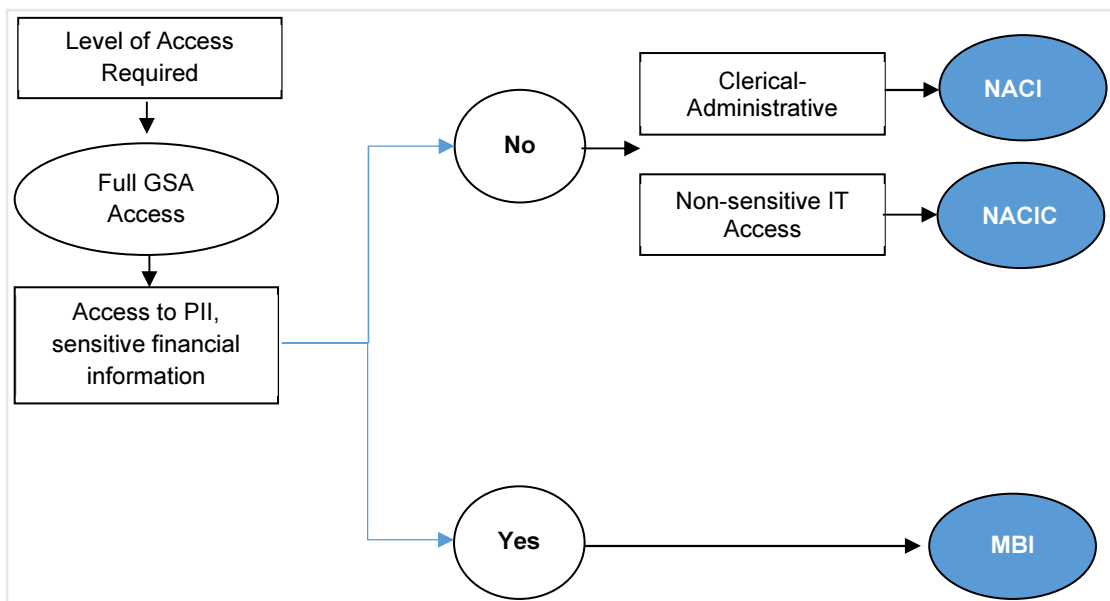 Level of Access
Required
Full GSA
Access
Access to PII,
sensitive financial
information
No
Clerical-
Administrative
NACI
Non-sensitive IT
Access
NACIC
Yes
MBI